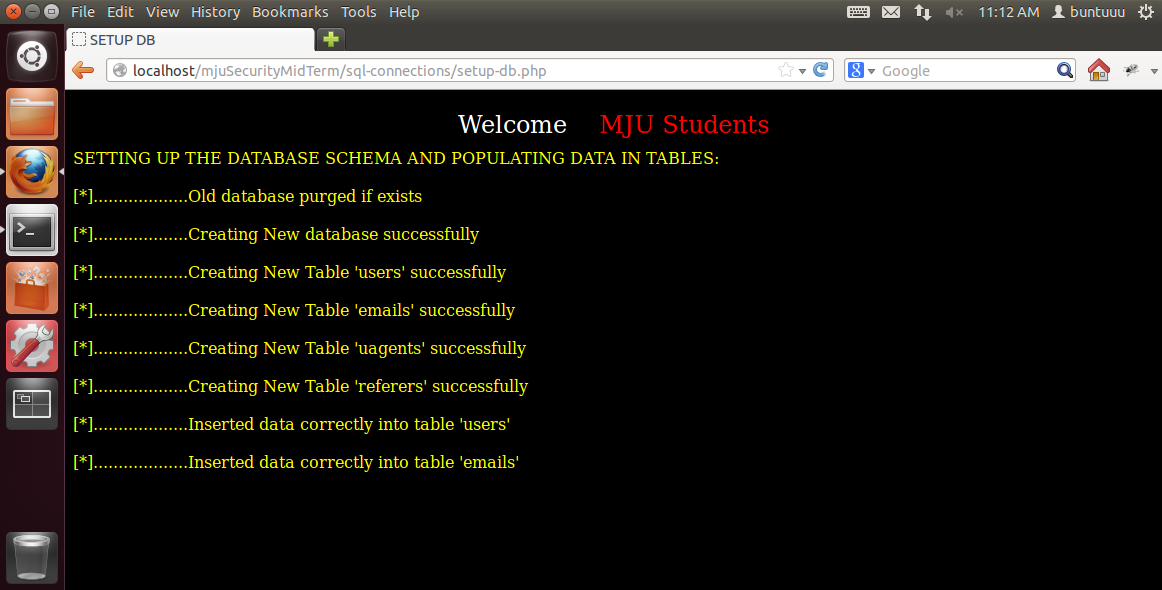 File Edit View History Bookmarks Tools Help 11:12 AM buntuuu
SETUP DB
localhost/mjuSecurityMidTerm/sql-connections/setup-db.php Google
Welcome MJU Students
SETTING UP THE DATABASE SCHEMA AND POPULATING DATA IN TABLES:
[*]...................Old database purged if exists
[*]...................Creating New database successfully
[*]...................Creating New Table 'users' successfully
[*]...................Creating New Table 'emails' successfully
[*]...................Creating New Table 'uagents' successfully
[*]...................Creating New Table 'referers' successfully
[*]...................Inserted data correctly into table 'users'
[*]...................Inserted data correctly into table 'emails'